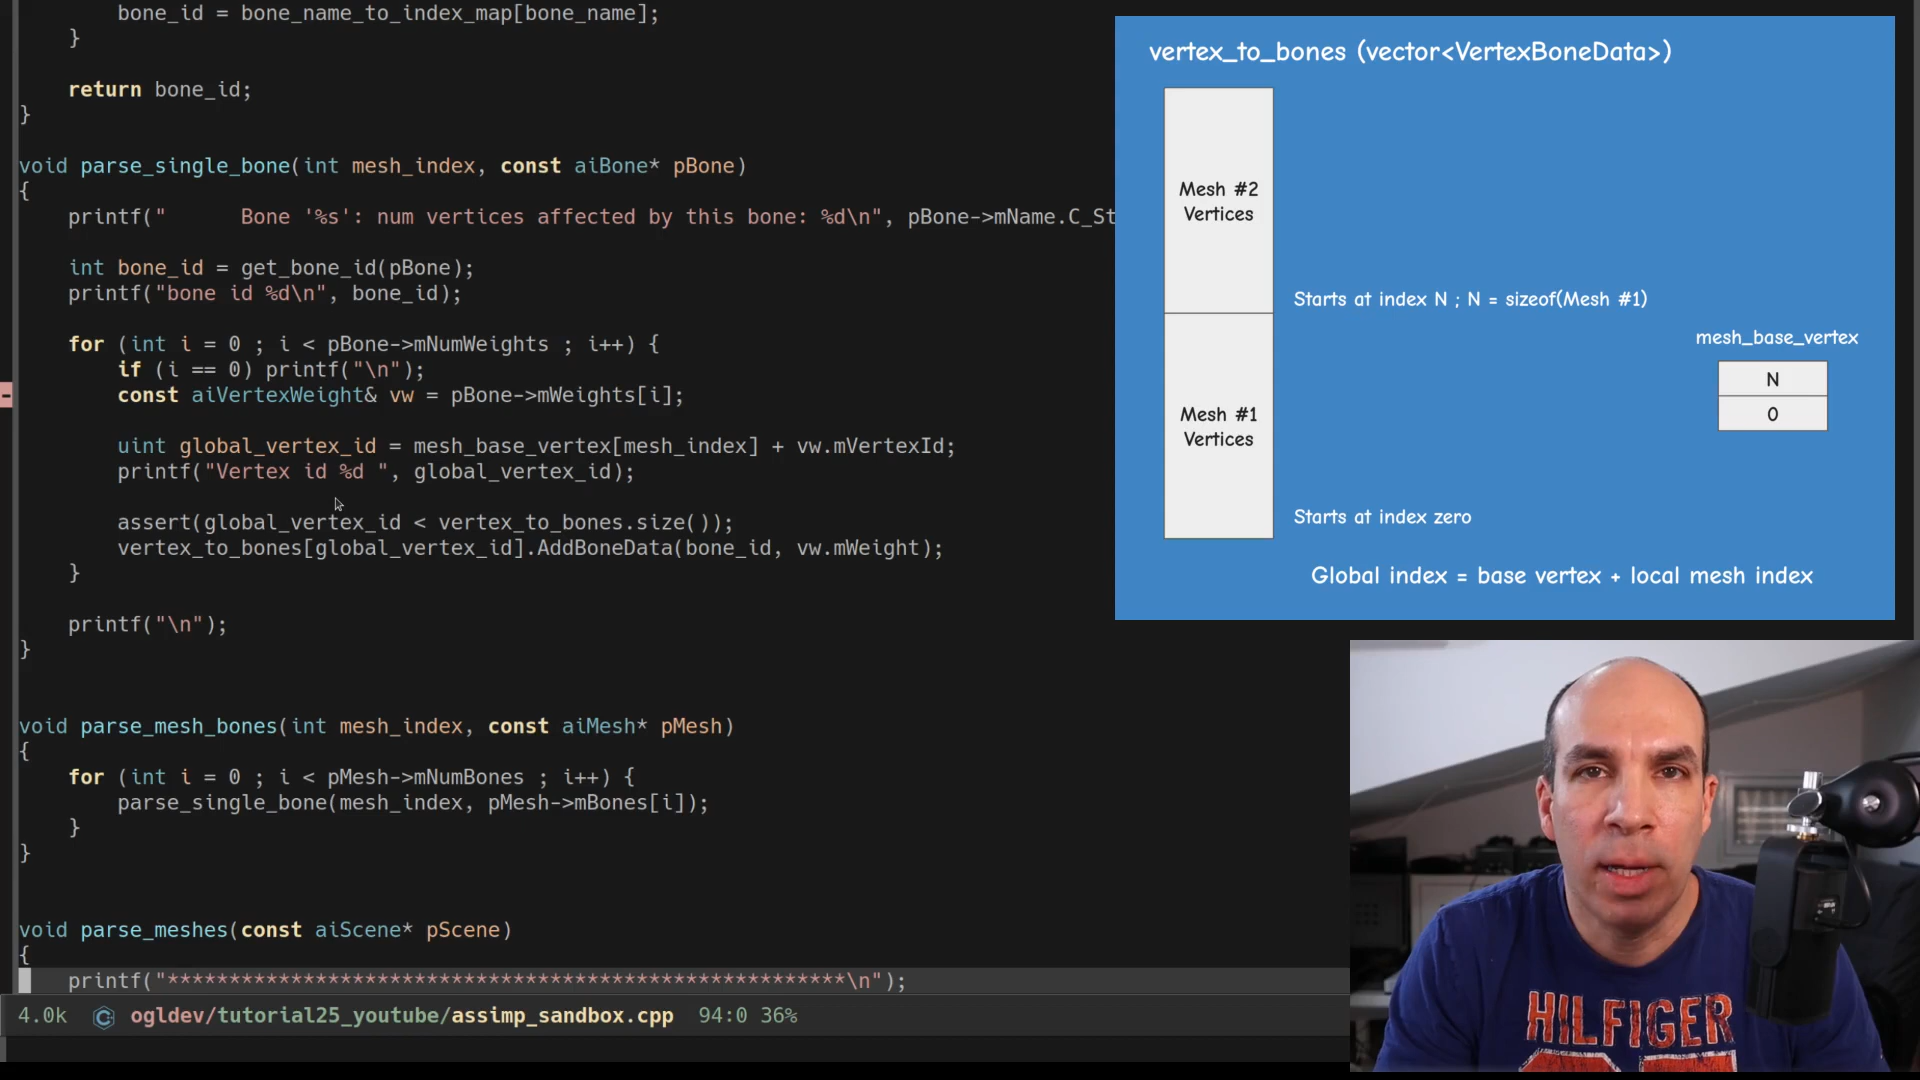 bone_id = bone_name_to_index_map[bone_name];
}
return bone_id;
}
void parse_single_bone(int mesh_index, const aiBone* pBone)
{
printf("      Bone '%s': num vertices affected by this bone: %d\n", pBone->mName.C_St
int bone_id = get_bone_id(pBone);
printf("bone id %d\n", bone_id);
for (int i = 0 ; i < pBone->mNumWeights ; i++) {
if (i == 0) printf("\n");
const aiVertexWeight& vw = pBone->mWeights[i];
uint global_vertex_id = mesh_base_vertex[mesh_index] + vw.mVertexId;
printf("Vertex id %d ", global_vertex_id);
assert(global_vertex_id < vertex_to_bones.size());
vertex_to_bones[global_vertex_id].AddBoneData(bone_id, vw.mWeight);
}
printf("\n");
}
void parse_mesh_bones(int mesh_index, const aiMesh* pMesh)
{
for (int i = 0 ; i < pMesh->mNumBones ; i++) {
parse_single_bone(mesh_index, pMesh->mBones[i]);
}
}
void parse_meshes(const aiScene* pScene)
{
printf("*******************************************************\n");
4.0k ogldev/tutorial25_youtube/assimp_sandbox.cpp 94:0 36%
vertex_to_bones (vector<VertexBoneData>)
Mesh #2
Vertices
Starts at index N ; N = sizeof(Mesh #1)
mesh_base_vertex
N
0
Mesh #1
Vertices
Starts at index zero
Global index = base vertex + local mesh index
HILFIGER